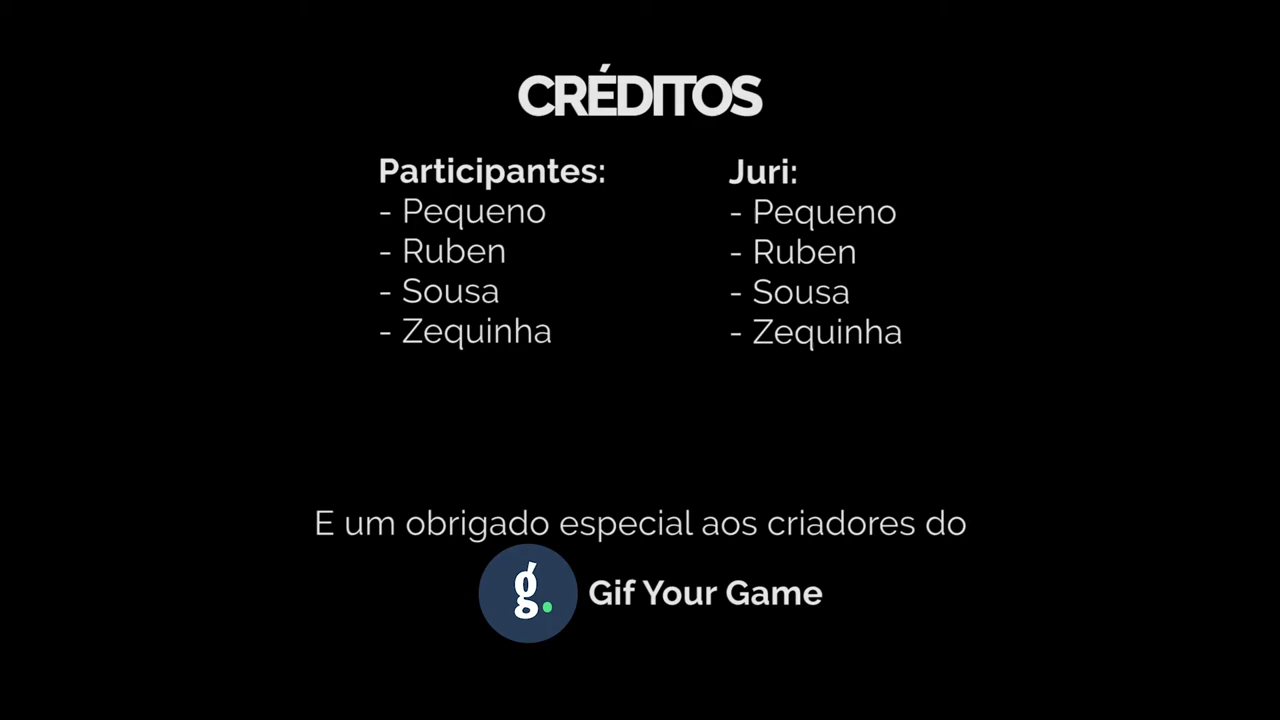 CRÉDITOS
Participantes:
- Pequeno
- Ruben
- Sousa
- Zequinha
Juri:
- Pequeno
- Ruben
- Sousa
- Zequinha
E um obrigado especial aos criadores do
g.
Gif Your Game